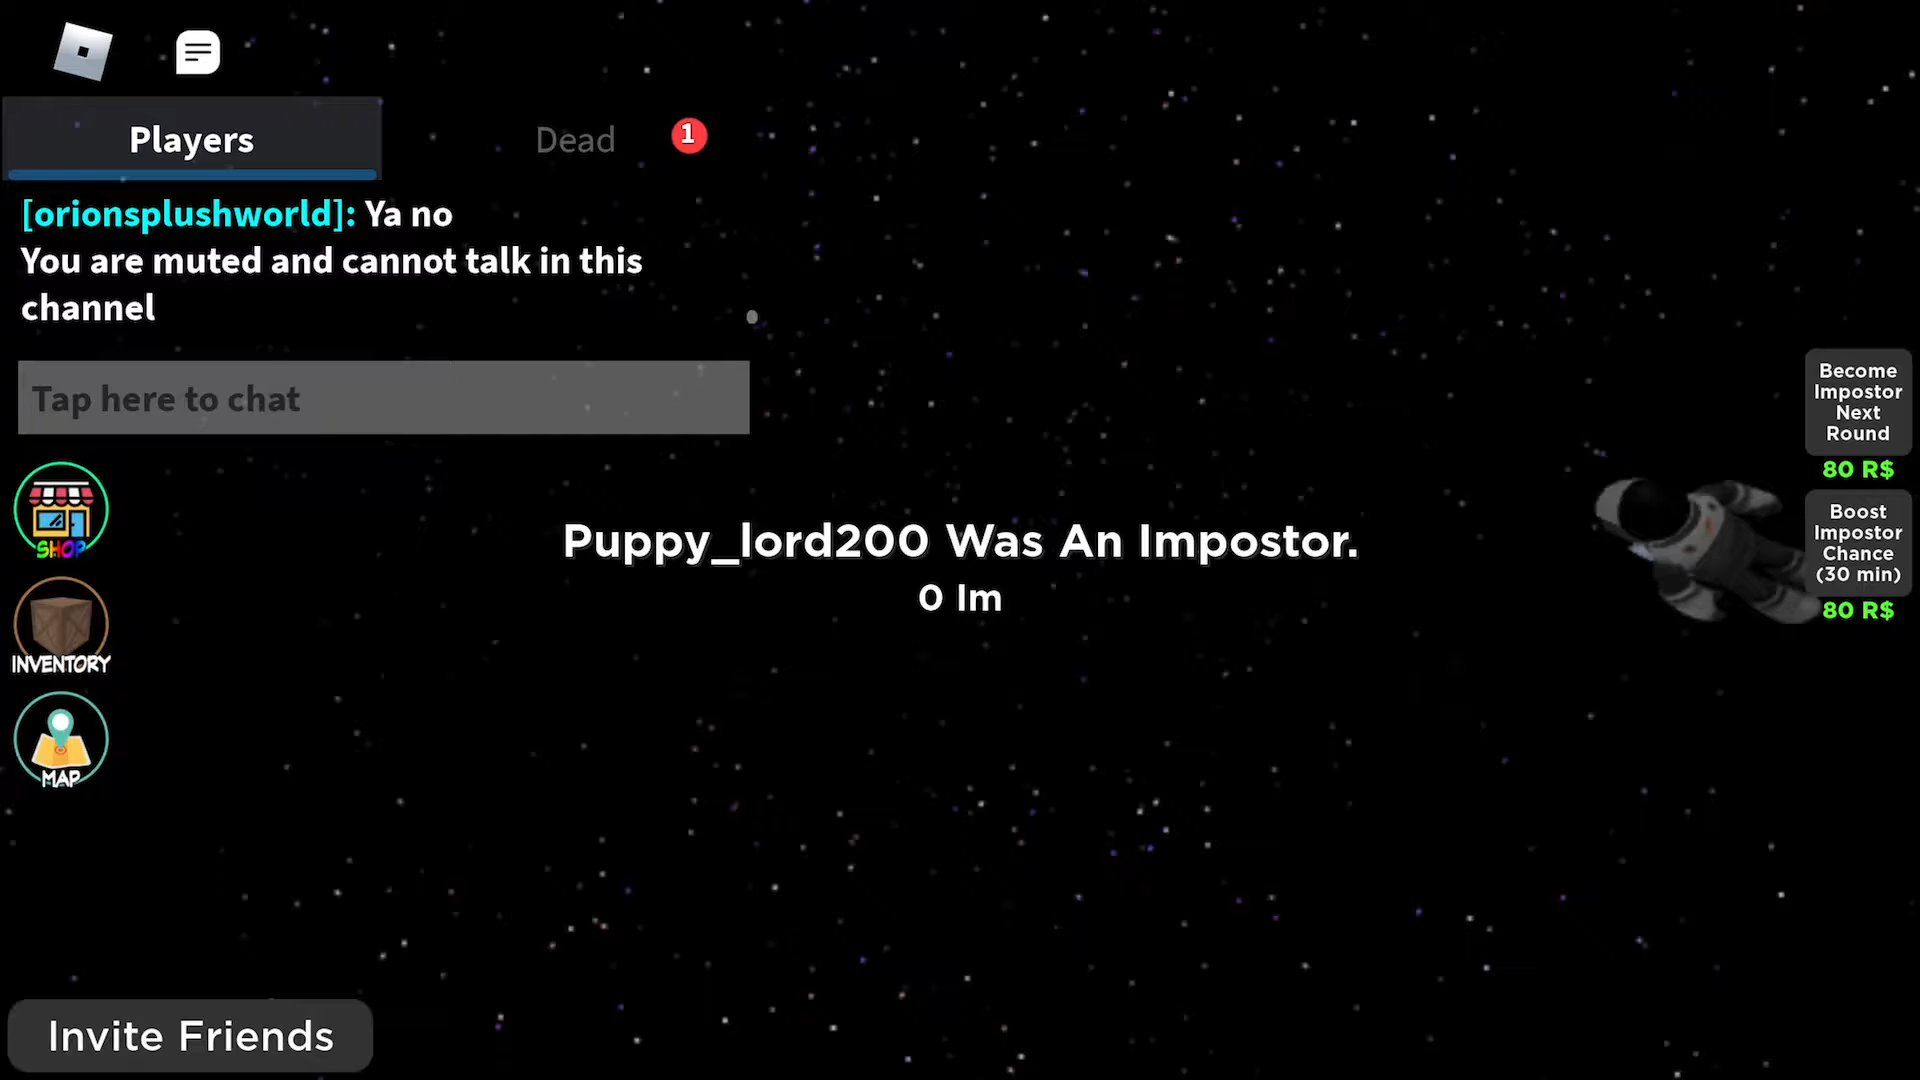 Players
Dead
1
[orionsplushworld]: Ya no
You are muted and cannot talk in this
channel
Tap here to chat
SHOP
INVENTORY
MAP
Puppy_lord200 Was An Impostor.
0 Im
Become
Impostor
Next
Round
80 R$
Boost
Impostor
Chance
(30 min)
80 R$
Invite Friends